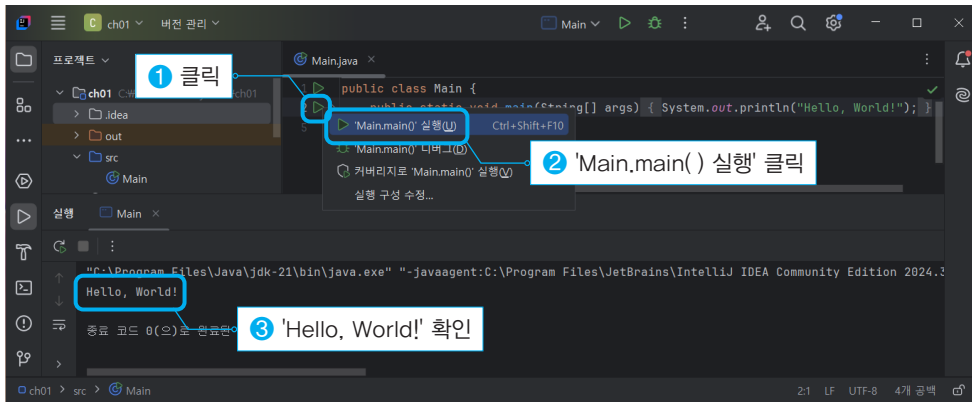 C ch01 버전 관리 Main
프로젝트
Main.java
ch01 C:\ ch01
.idea
out
src
Main
1 클릭
1 public class Main {
2 public static void main(String[] args) { System.out.println("Hello, World!"); }
5
'Main.main()' 실행(U) Ctrl+Shift+F10
'Main.main()' 디버그(D)
커버리지로 'Main.main()' 실행(V)
실행 구성 수정...
2 'Main.main( ) 실행' 클릭
실행 Main
"C:\Program Files\Java\jdk-21\bin\java.exe" "-javaagent:C:\Program Files\JetBrains\IntelliJ IDEA Community Edition 2024.3
Hello, World!
종료 코드 0(으)로 완료된
3 'Hello, World!' 확인
ch01 > src > Main 2:1 LF UTF-8 4개 공백